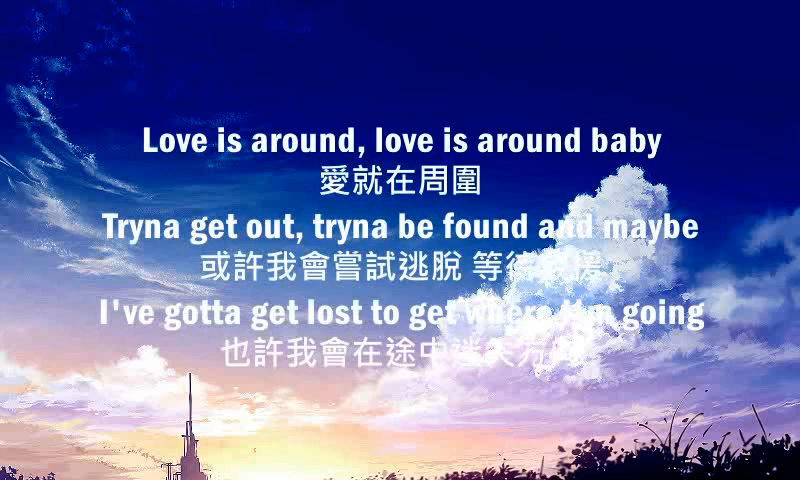 Love is around, love is around baby
愛就在周圍
Tryna get out, tryna be found and maybe
或許我會嘗試逃脫 等待救援
I've gotta get lost to get where I'm going
也許我會在途中迷失方向